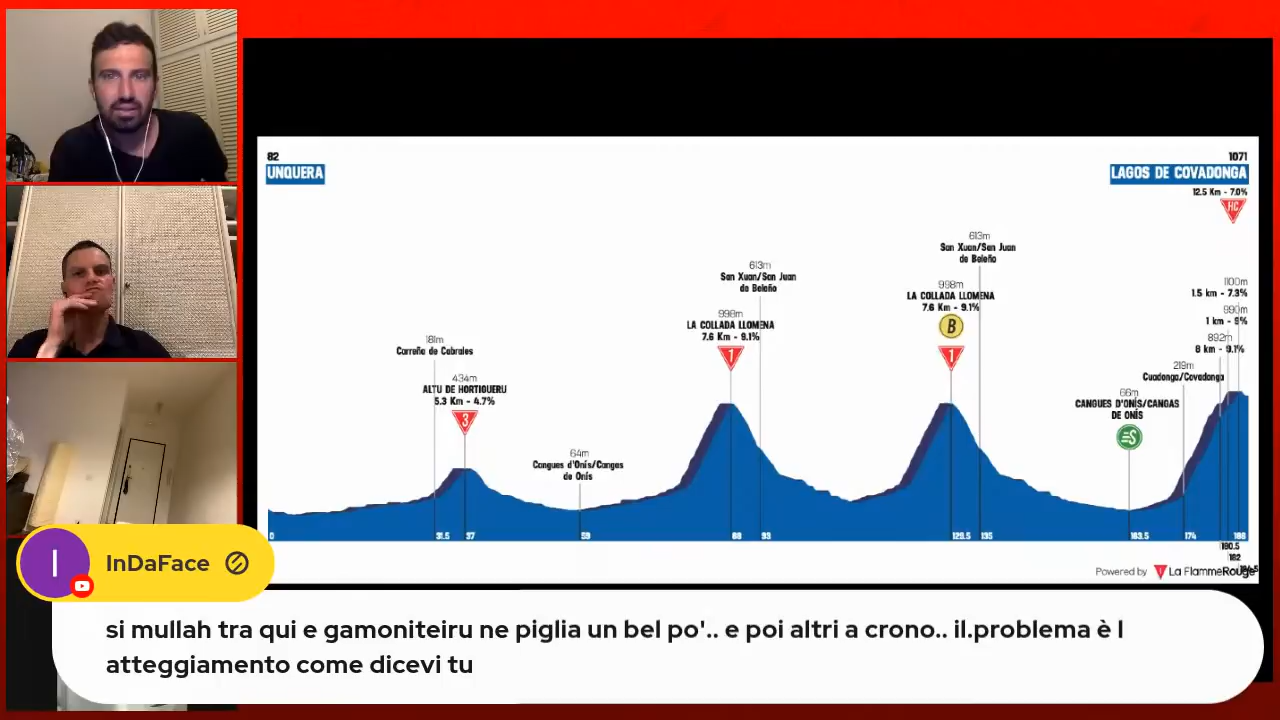 82
UNQUERA
1071
LAGOS DE COVADONGA
12.5 Km - 7.0%
HC
613m
San Xuan/San Juan
de Beleño
998m
LA COLLADA LLOMENA
7.6 Km - 9.1%
B
1
613m
San Xuan/San Juan
de Beleño
998m
LA COLLADA LLOMENA
7.6 Km - 9.1%
1
1100m
1.5 km - 7.3%
990m
1 km - 9%
892m
8 km - 9.1%
219m
Cuadonga/Covadonga
66m
CANGUES D'ONÍS/CANGAS
DE ONÍS
S
181m
Carreña de Cabrales
434m
ALTU DE HORTIGUERU
5.3 Km - 4.7%
3
64m
Cangues d'Onís/Canges
de Onís
0
31.5
37
59
93
129.5
135
163.5
174
180.5
182
Powered by La FlammeRouge
I
InDaFace
si mullah tra qui e gamoniteiru ne piglia un bel po'.. e poi altri a crono.. il.problema è l
atteggiamento come dicevi tu